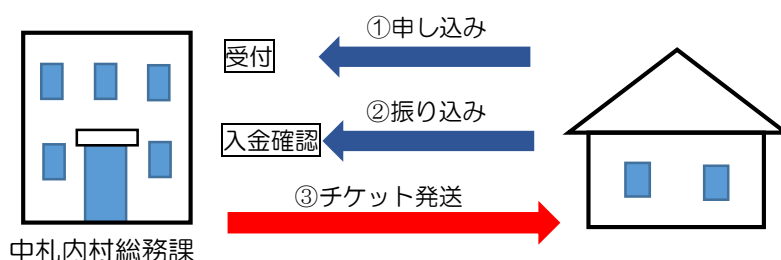 ①申し込み
受付
②振り込み
入金確認
③チケット発送
中札内村総務課